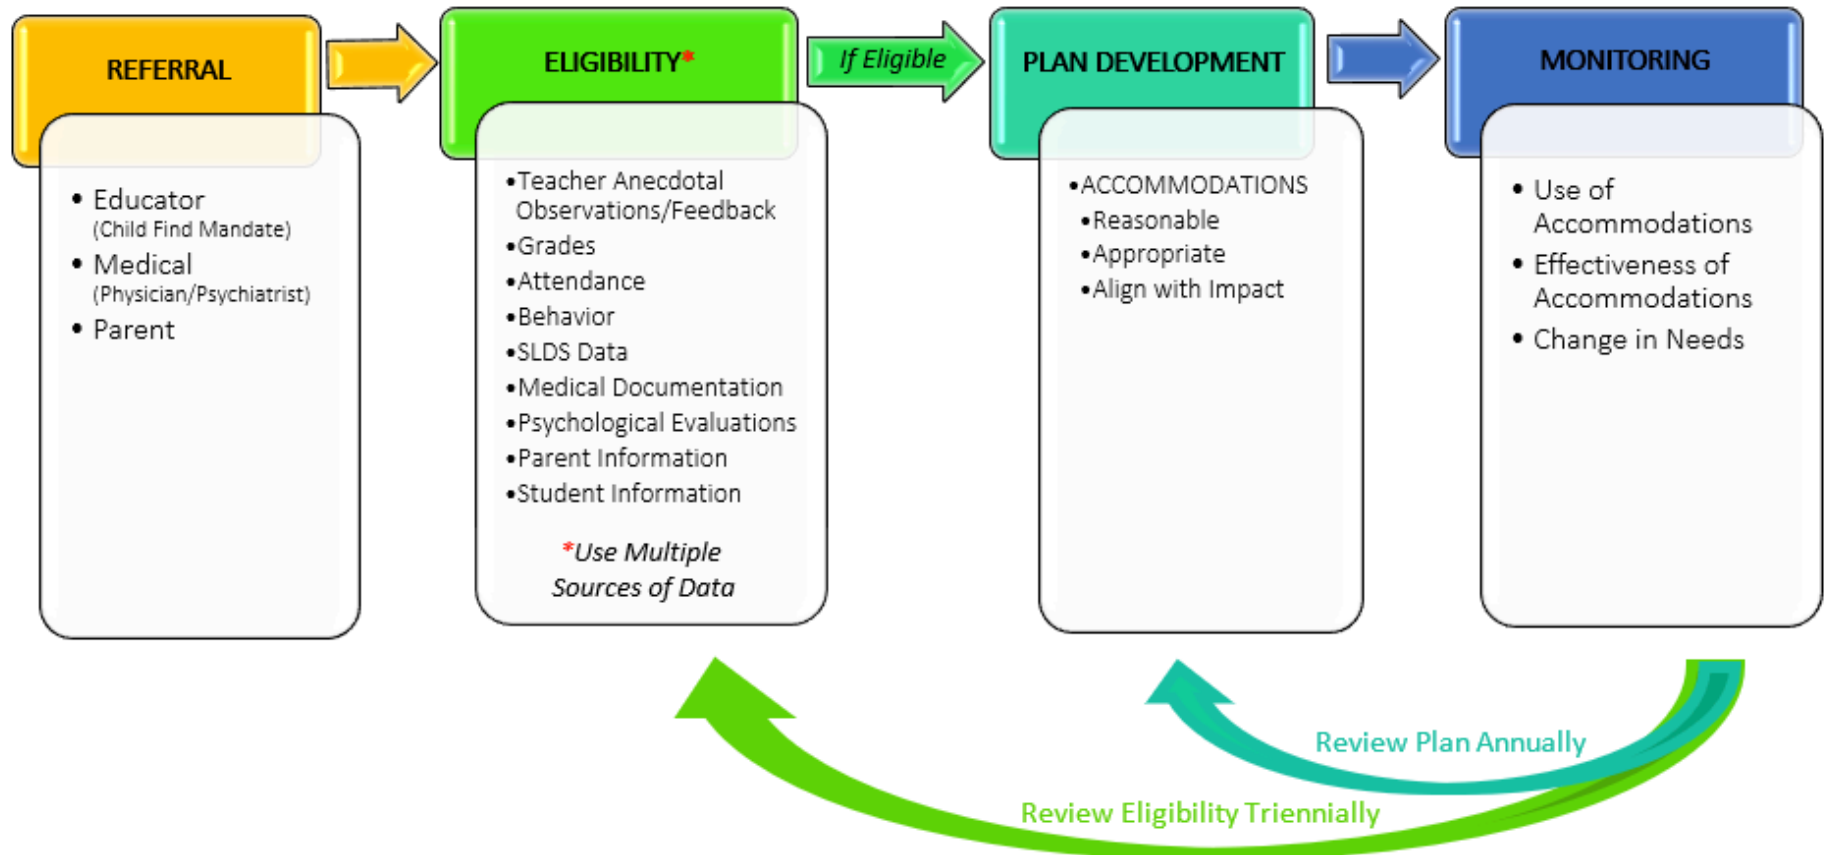 REFERRAL
• Educator
(Child Find Mandate)
• Medical
(Physician/Psychiatrist)
• Parent
ELIGIBILITY*
•Teacher Anecdotal
Observations/Feedback
•Grades
•Attendance
•Behavior
•SLDS Data
•Medical Documentation
•Psychological Evaluations
•Parent Information
•Student Information
*Use Multiple
Sources of Data
If Eligible
PLAN DEVELOPMENT
•ACCOMMODATIONS
•Reasonable
•Appropriate
•Align with Impact
MONITORING
• Use of
Accommodations
• Effectiveness of
Accommodations
• Change in Needs
Review Plan Annually
Review Eligibility Triennially